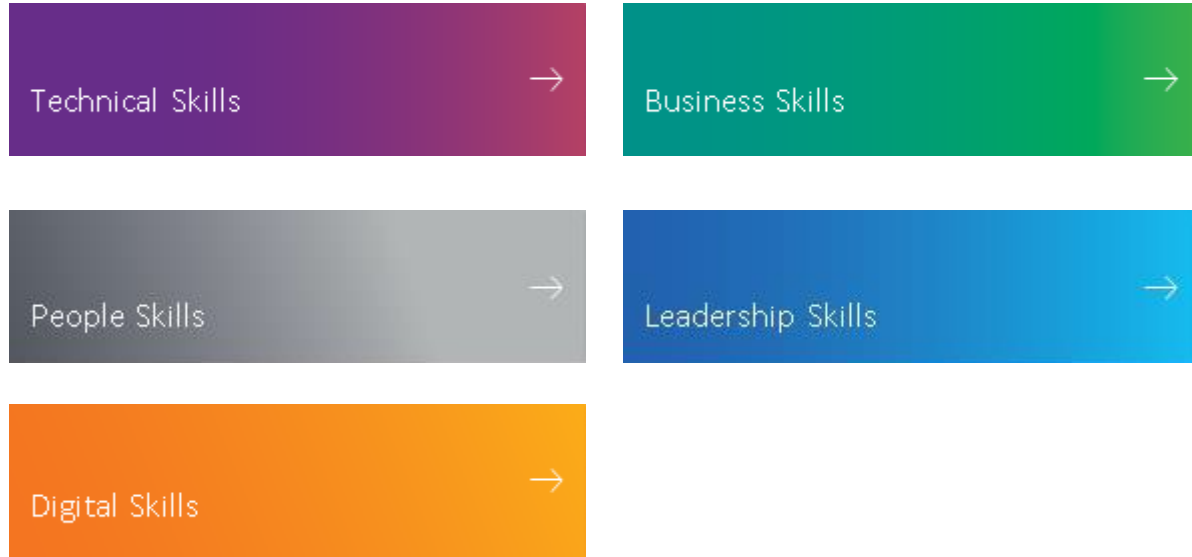 Technical Skills
Business Skills
People Skills
Leadership Skills
Digital Skills